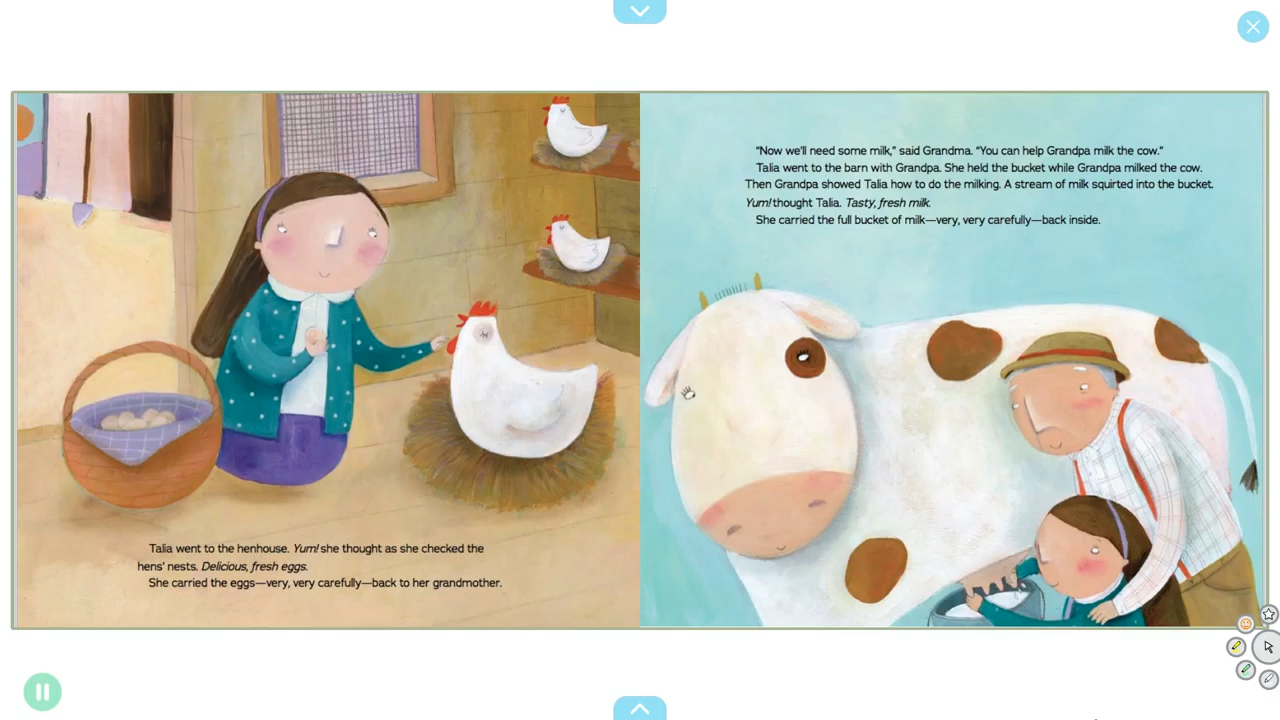 Talia went to the henhouse. Yum! she thought as she checked the
hens' nests. Delicious, fresh eggs.
She carried the eggs—very, very carefully—back to her grandmother.
"Now we'll need some milk," said Grandma. "You can help Grandpa milk the cow."
Talia went to the barn with Grandpa. She held the bucket while Grandpa milked the cow.
Then Grandpa showed Talia how to do the milking. A stream of milk squirted into the bucket.
Yum! thought Talia. Tasty, fresh milk.
She carried the full bucket of milk—very, very carefully—back inside.